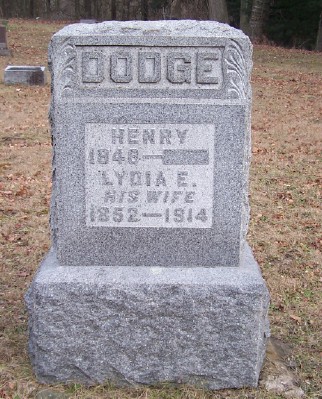 DODGE
HENRY
1848—
LYDIA E.
HIS WIFE
1852—1914